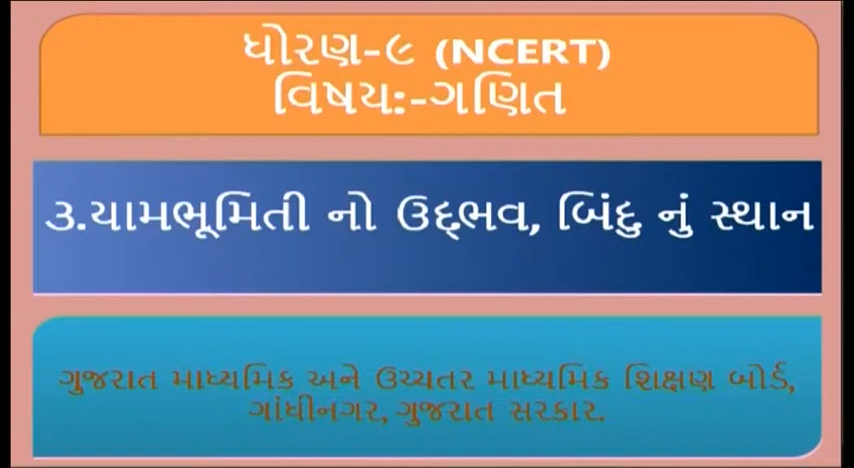 ધોરણ-૯ (NCERT)
વિષય:-ગણિત
૩.યામભૂમિતી નો ઉદ્દભવ, બિંદુ નું સ્થાન
ગુજરાત માધ્યમિક અને ઉચ્ચતર માધ્યમિક શિક્ષણ બોર્ડ,
ગાંધીનગર, ગુજરાત સરકાર.